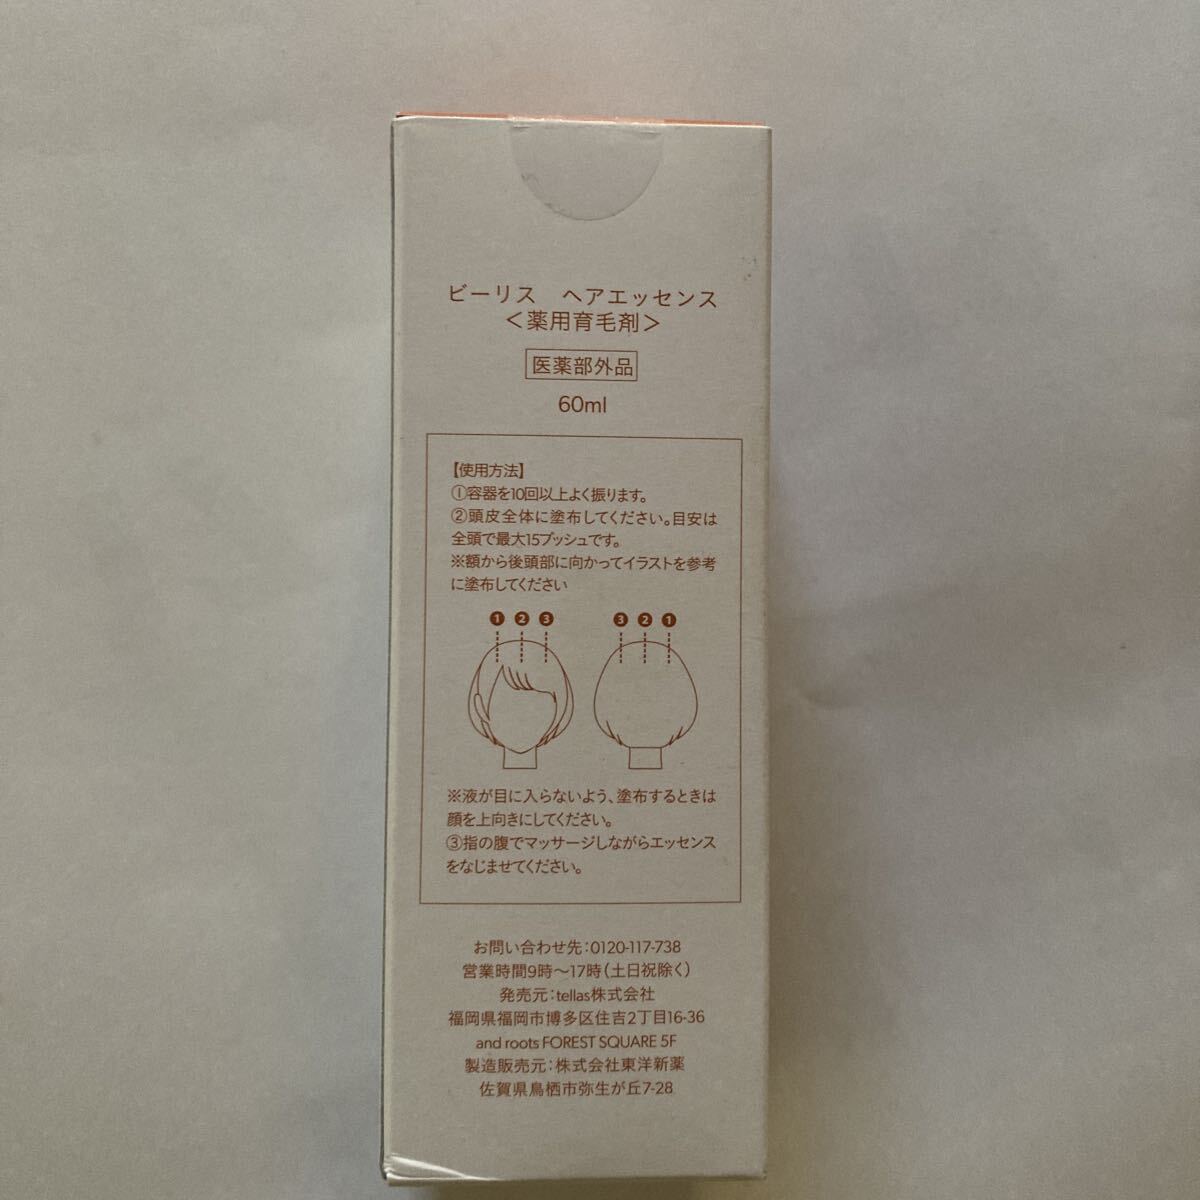 ビーリス ヘアエッセンス
＜薬用育毛剤＞
医薬部外品
60ml
【使用方法】
①容器を10回以上よく振ります。
②頭皮全体に塗布してください。目安は
全頭で最大15プッシュです。
※額から後頭部に向かってイラストを参考
に塗布してください
1 2 3
3 2 1
※液が目に入らないよう、塗布するときは
顔を上向きにしてください。
③指の腹でマッサージしながらエッセンス
をなじませてください。
お問い合わせ先：0120-117-738
営業時間9時〜17時（土日祝除く）
発売元：tellas株式会社
福岡県福岡市博多区住吉2丁目16-36
and roots FOREST SQUARE 5F
製造販売元：株式会社東洋新薬
佐賀県鳥栖市弥生が丘7-28